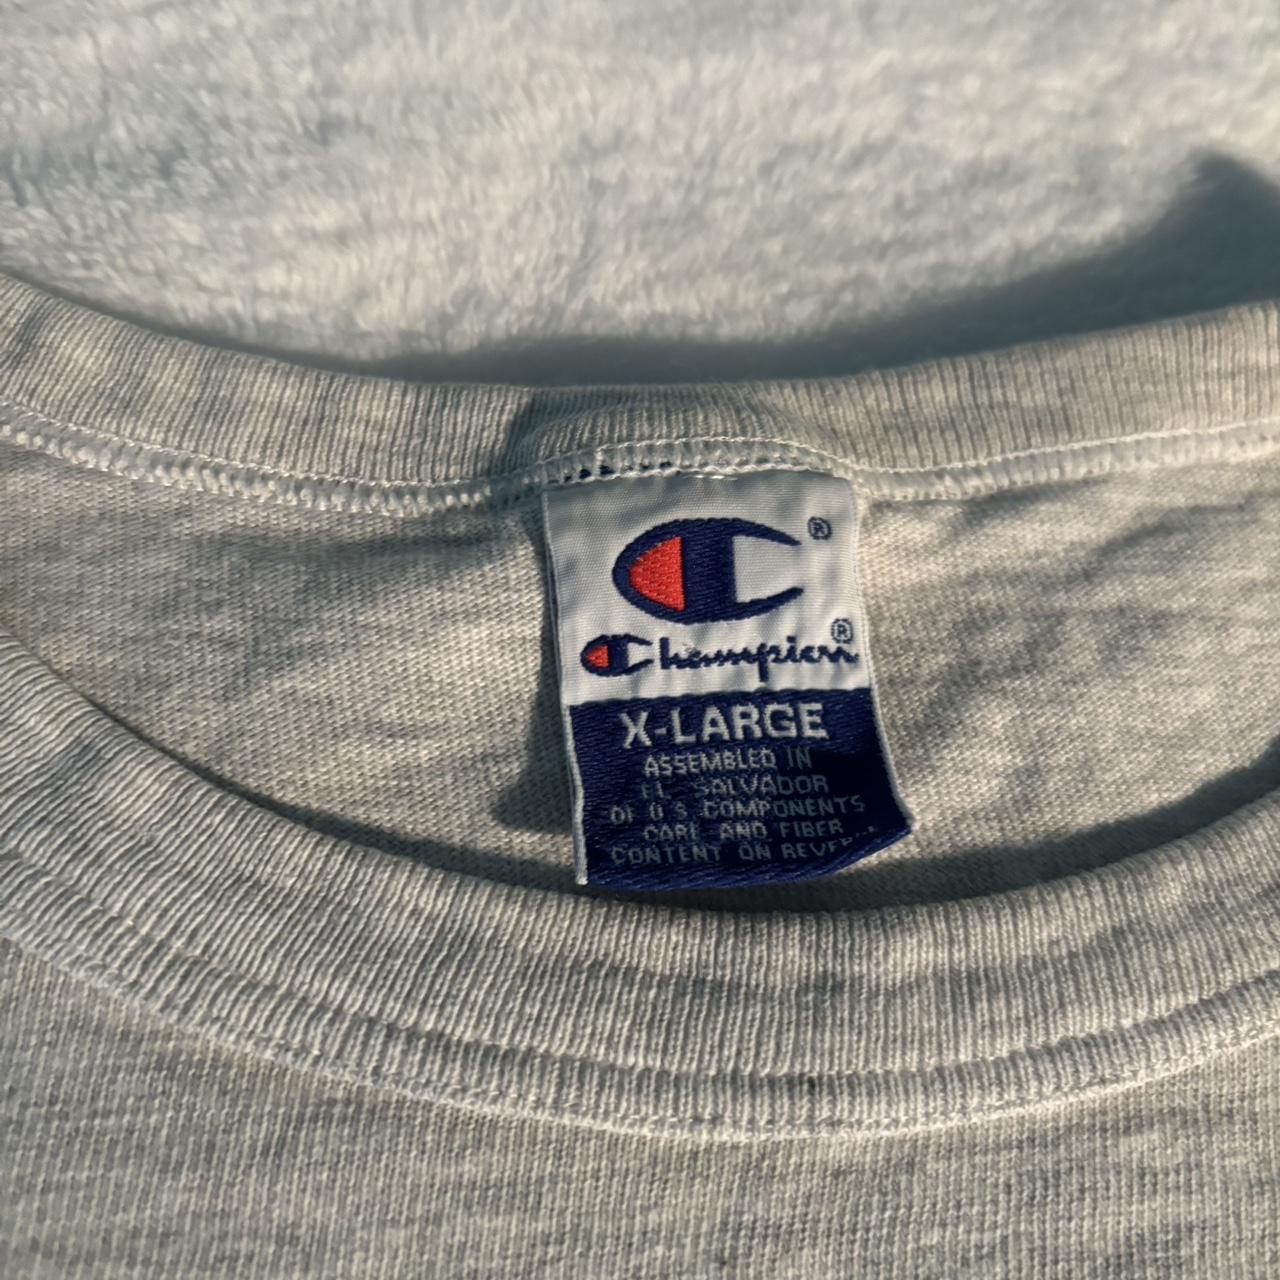 ®
Champion®
X-LARGE
ASSEMBLED IN
EL SALVADOR
OF U.S. COMPONENTS
CARE AND FIBER
CONTENT ON